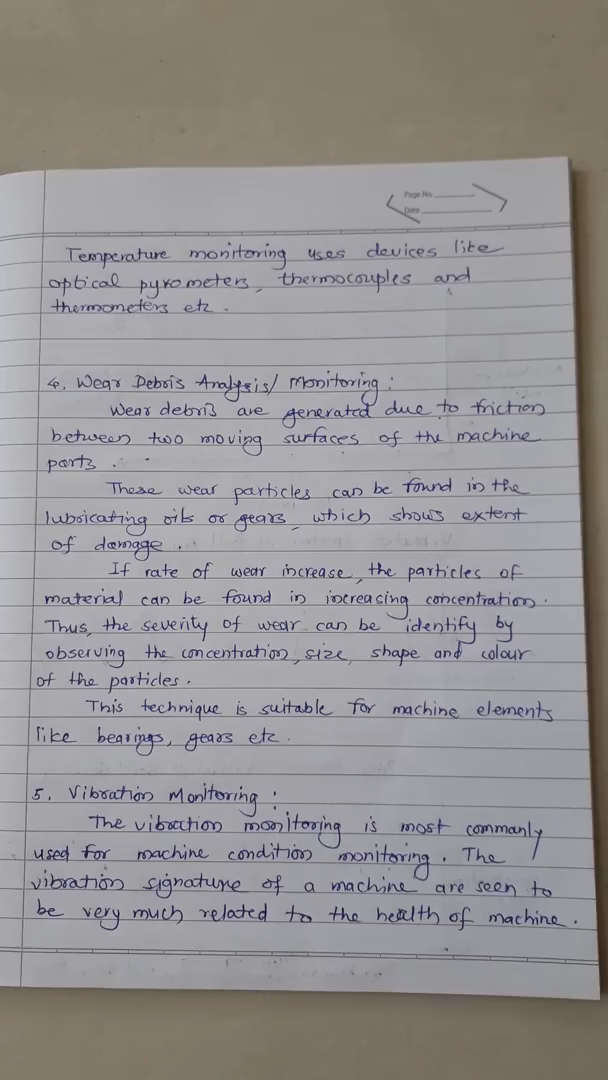 Page No.
Date
Temperature monitoring uses devices like
optical pyrometers, thermocouples and
thermometers etc.
4. Wear Debris Analysis/ Monitoring:
Wear debris are generated due to friction
between two moving surfaces of the machine
parts.
These wear particles can be found in the
lubricating oils or gears, which shows extent
of damage.
If rate of wear increase, the particles of
material can be found in increasing concentration.
Thus, the severity of wear can be identify by
observing the concentration, size, shape and colour
of the particles.
This technique is suitable for machine elements
like bearings, gears etc.
5. Vibration Monitoring:
The vibration monitoring is most commanly
used for machine condition monitoring. The
vibration signature of a machine are seen to
be very much related to the health of machine.